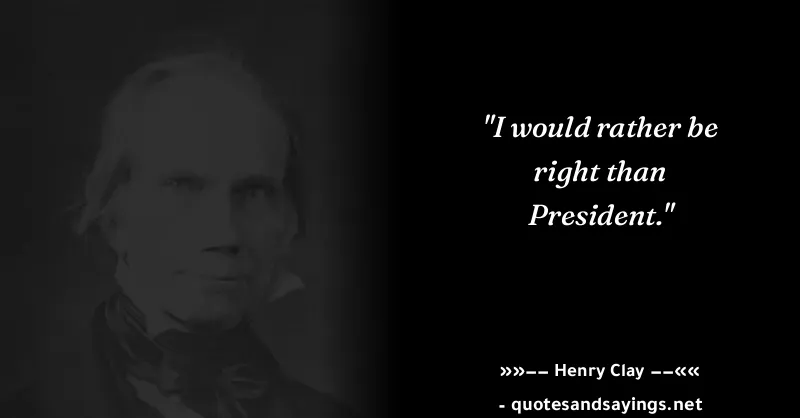 "I would rather be
right than
President."
»»−− Henry Clay −−««
- quotesandsayings.net